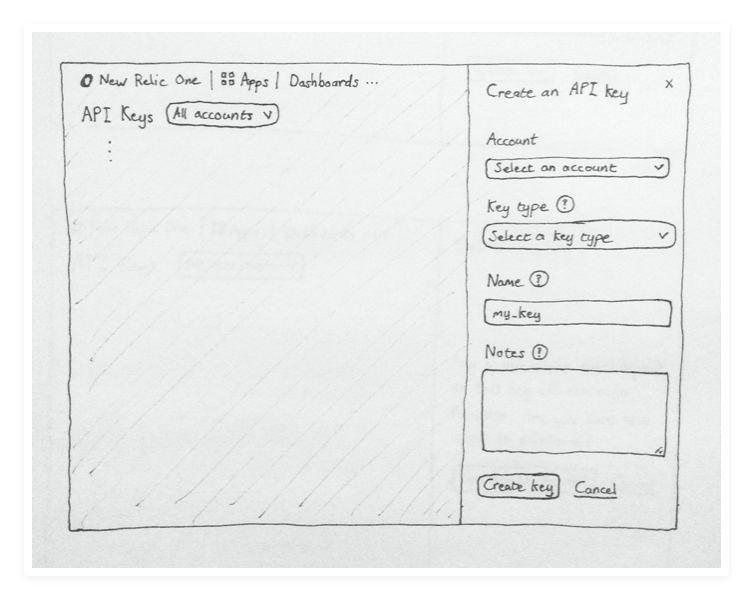 New Relic One | Apps | Dashboards ...
API Keys All accounts
Create an API key x
Account
Select an account
Key type ?
Select a key type
Name ?
my_key
Notes ?
Create key Cancel